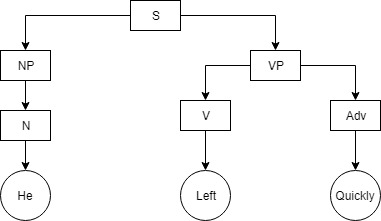 S
NP VP
N V Adv
He Left Quickly